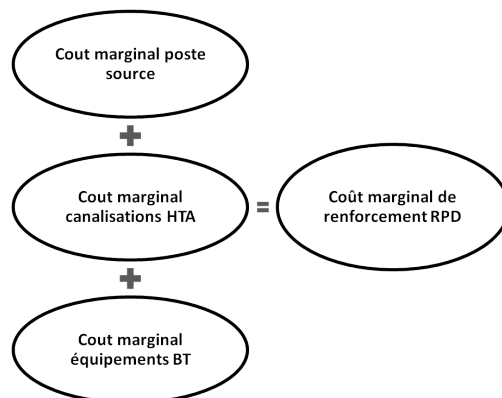 Cout marginal poste
source
+
Cout marginal
canalisations HTA
=
Coût marginal de
renforcement RPD
+
Cout marginal
équipements BT